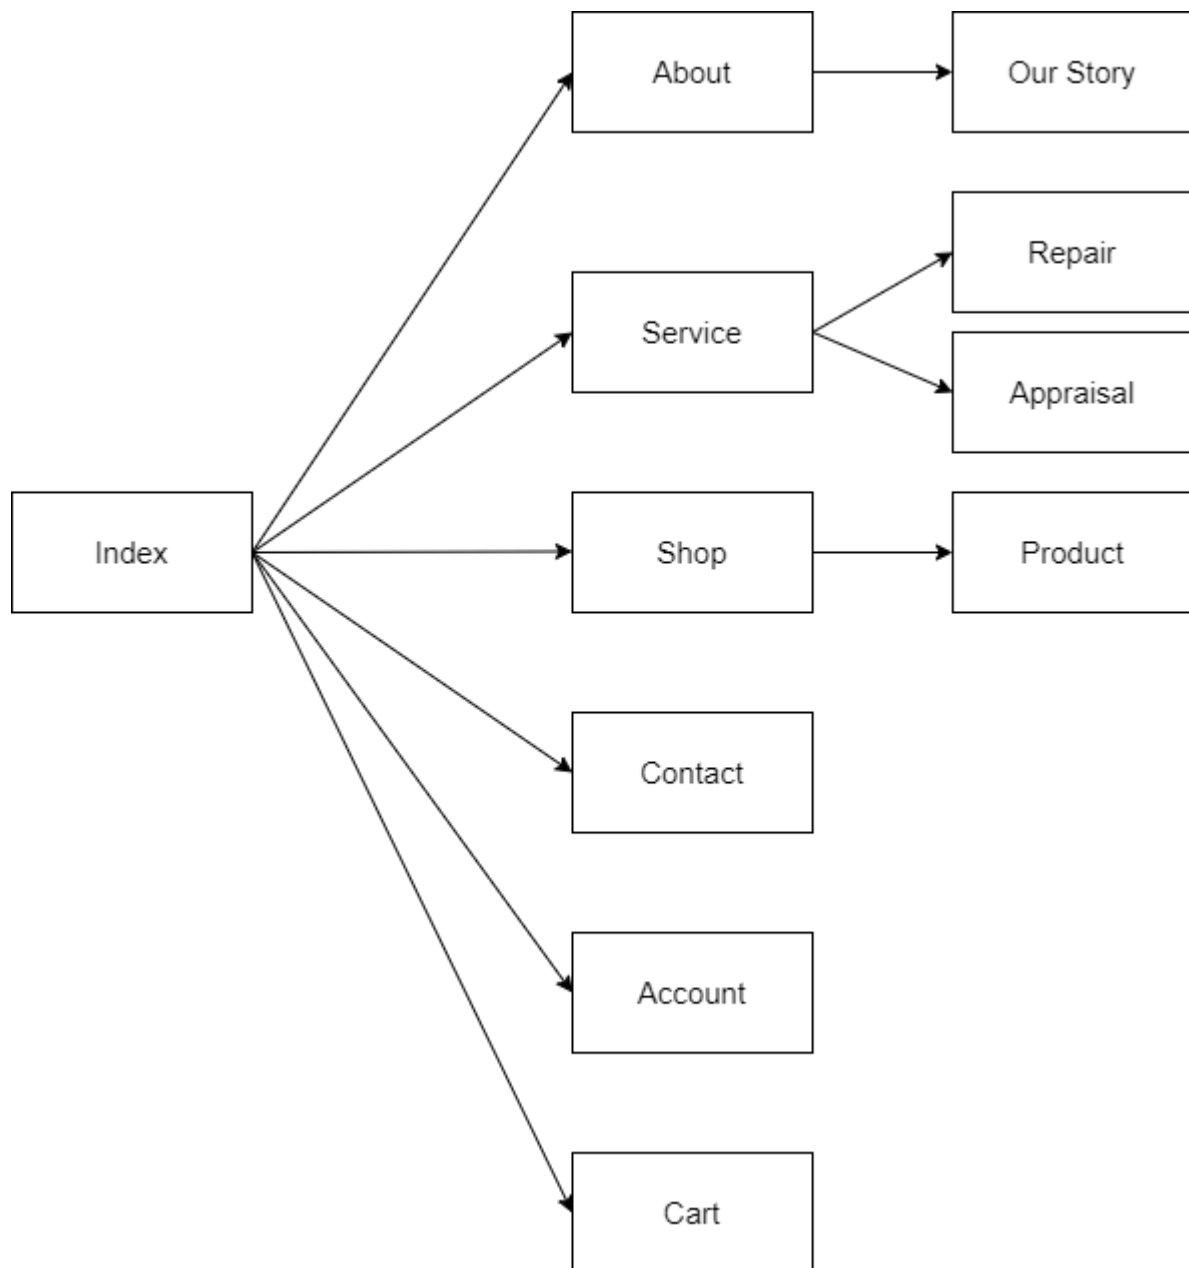 About
Our Story
Repair
Service
Appraisal
Index
Shop
Product
Contact
Account
Cart